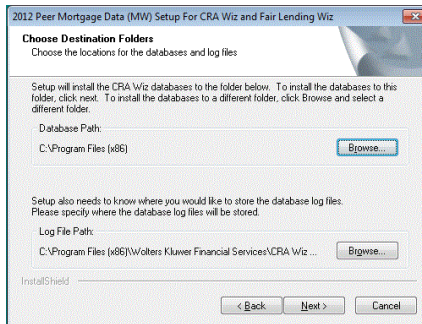 2012 Peer Mortgage Data (MW) Setup For CRA Wiz and Fair Lending Wiz
Choose Destination Folders
Choose the locations for the databases and log files
Setup will install the CRA Wiz databases to the folder below. To install the databases to this
folder, click next. To install the databases to a different folder, click Browse and select a
different folder.
Database Path:
C:\Program Files (x86)
Browse...
Setup also needs to know where you would like to store the database log files.
Please specify where the database log files will be stored.
Log File Path:
C:\Program Files (x86)\Wolters Kluwer Financial Services\CRA Wiz ...
Browse...
InstallShield
< Back
Next >
Cancel